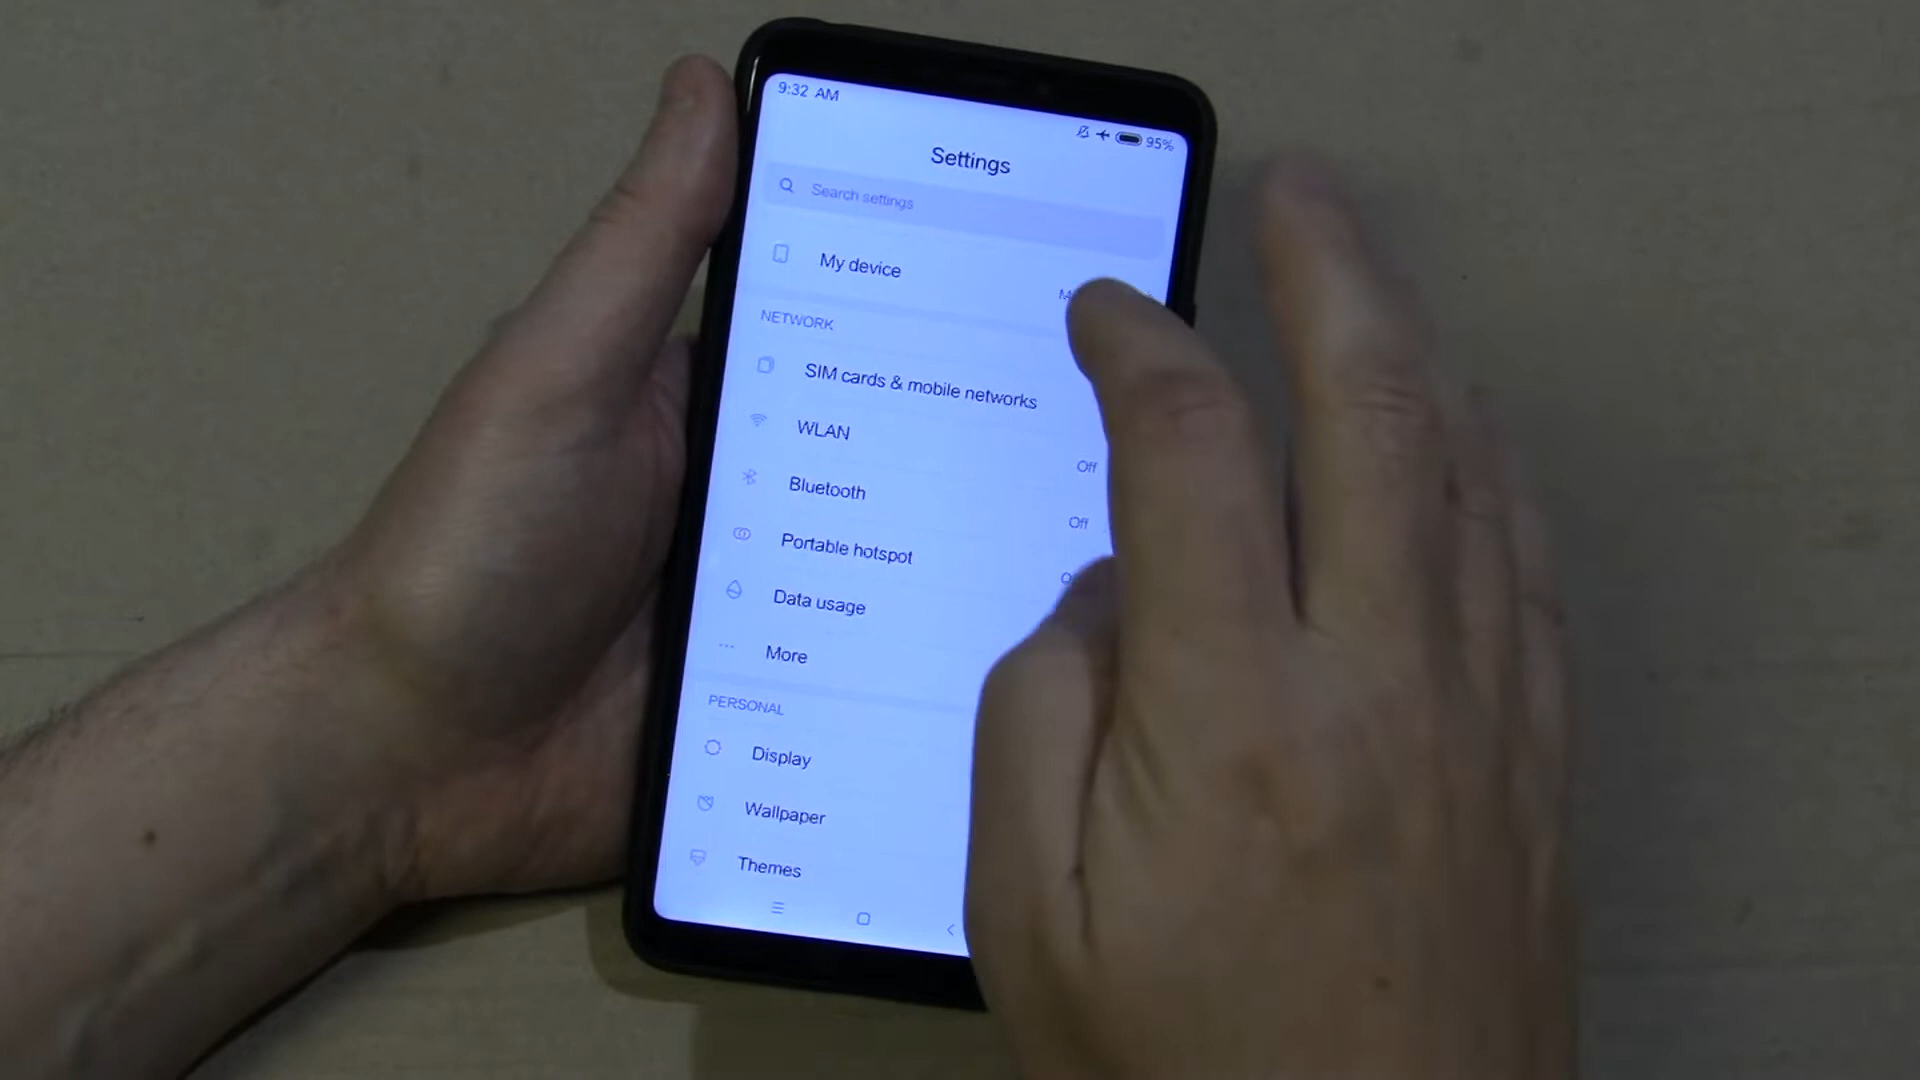 9:32 AM
95%
Settings
Search settings
My device
NETWORK
SIM cards & mobile networks
WLAN
Off
Bluetooth
Off
Portable hotspot
Data usage
More
PERSONAL
Display
Wallpaper
Themes